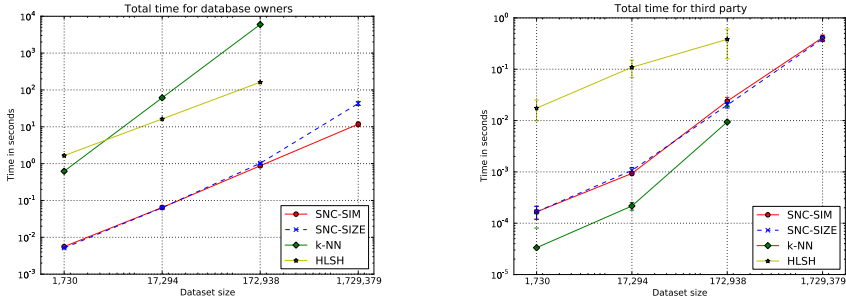 Total time for database owners
Time in seconds
10^4
10^3
10^2
10^1
10^0
10^-1
10^-2
10^-3
1,730
17,294
172,938
1,729,379
Dataset size
SNC-SIM
SNC-SIZE
k-NN
HLSH
Total time for third party
Time in seconds
10^0
10^-1
10^-2
10^-3
10^-4
10^-5
1,730
17,294
172,938
1,729,379
Dataset size
SNC-SIM
SNC-SIZE
k-NN
HLSH